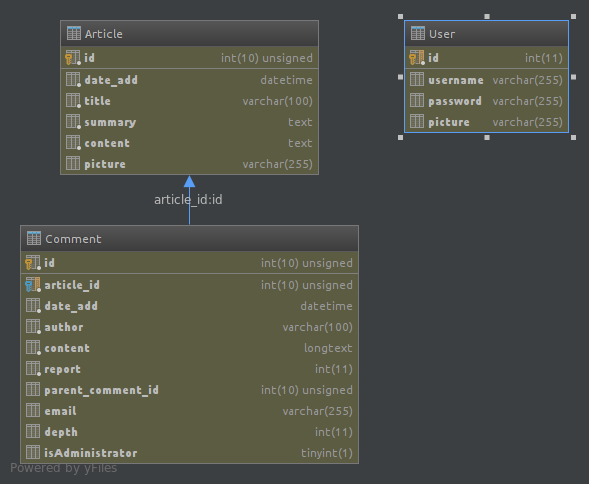 Article
id int(10) unsigned
date_add datetime
title varchar(100)
summary text
content text
picture varchar(255)
User
id int(11)
username varchar(255)
password varchar(255)
picture varchar(255)
article_id:id
Comment
id int(10) unsigned
article_id int(10) unsigned
date_add datetime
author varchar(100)
content longtext
report int(11)
parent_comment_id int(10) unsigned
email varchar(255)
depth int(11)
isAdministrator tinyint(1)
Powered by yFiles